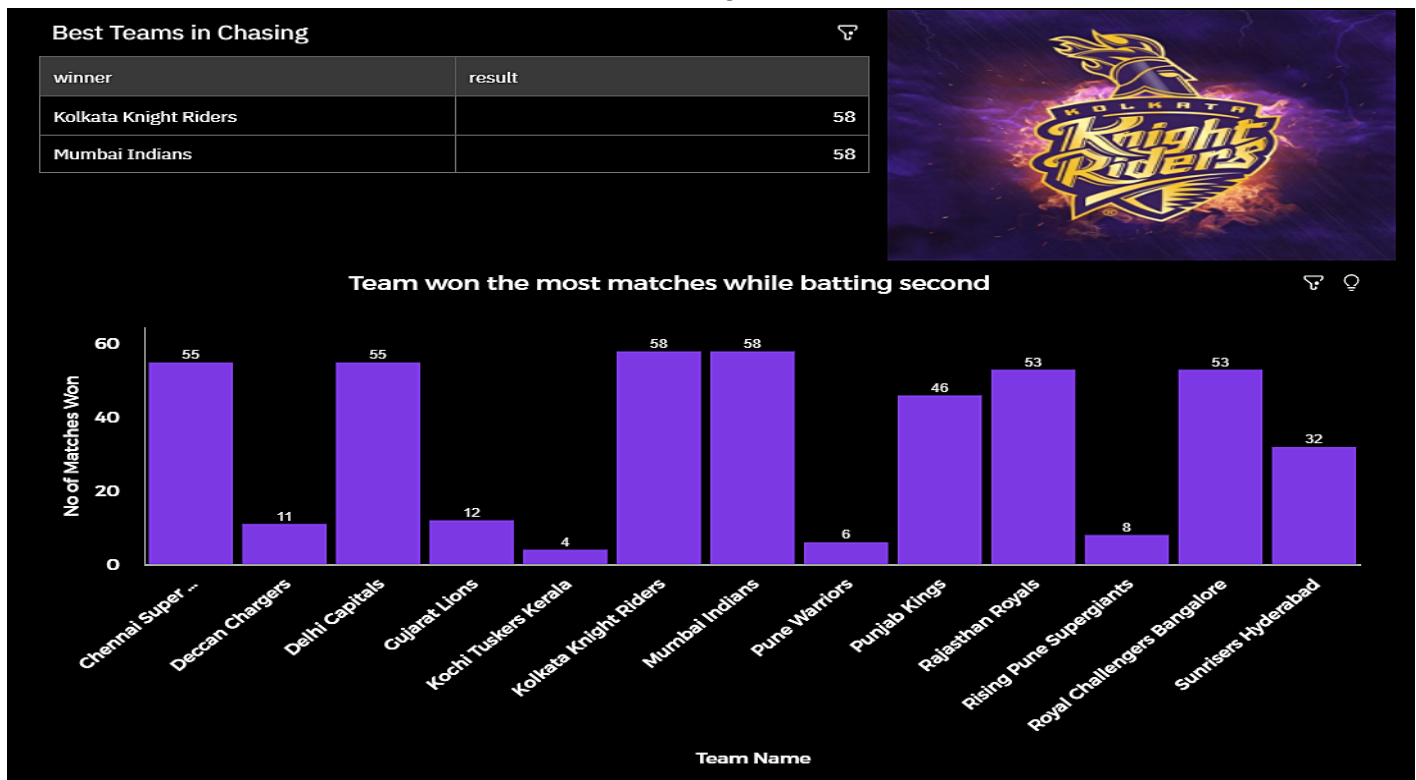 Best Teams in Chasing
winner result
Kolkata Knight Riders 58
Mumbai Indians 58
KOLKATA
Knight
Riders
®
Team won the most matches while batting second
No of Matches Won
60
40
20
0
55
11
55
12
4
58
58
6
46
53
8
53
32
Chennai Super ...
Deccan Chargers
Delhi Capitals
Gujarat Lions
Kochi Tuskers Kerala
Kolkata Knight Riders
Mumbai Indians
Pune Warriors
Punjab Kings
Rajasthan Royals
Rising Pune Supergiants
Royal Challengers Bangalore
Sunrisers Hyderabad
Team Name